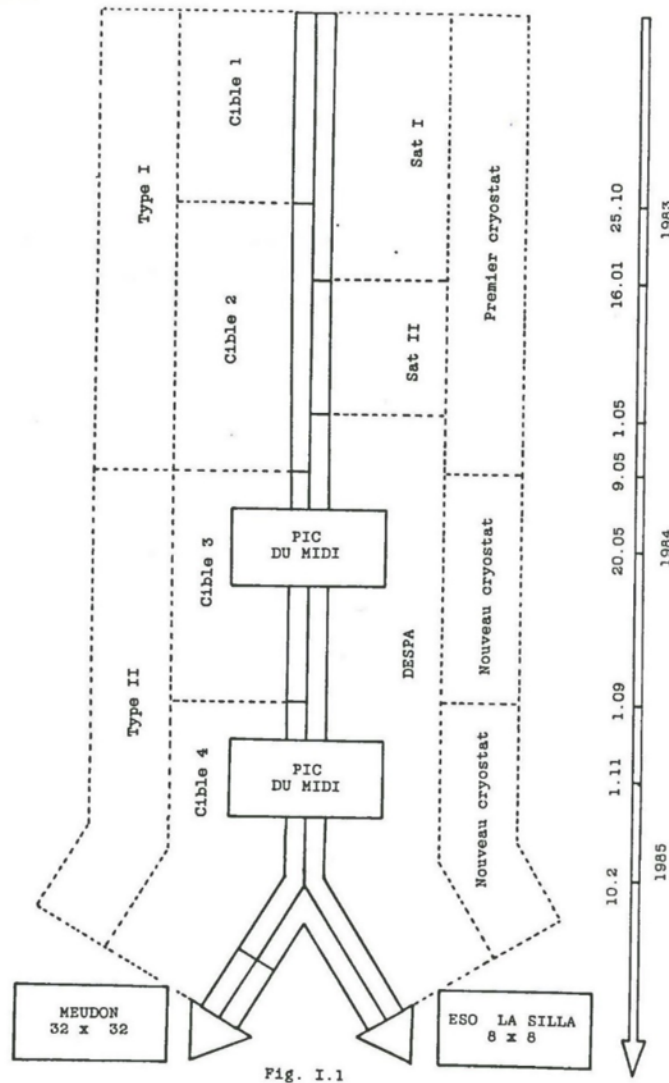 Type I
Cible 1
Sat I
Premier cryostat
25.10
1983
Cible 2
16.01
Sat II
1.05
9.05
PIC
DU MIDI
Cible 3
20.05
1984
Nouveau cryostat
DESPA
Type II
1.09
PIC
DU MIDI
Cible 4
1.11
Nouveau cryostat
10.2
1985
MEUDON
32 x 32
ESO LA SILLA
8 x 8
Fig. I.1